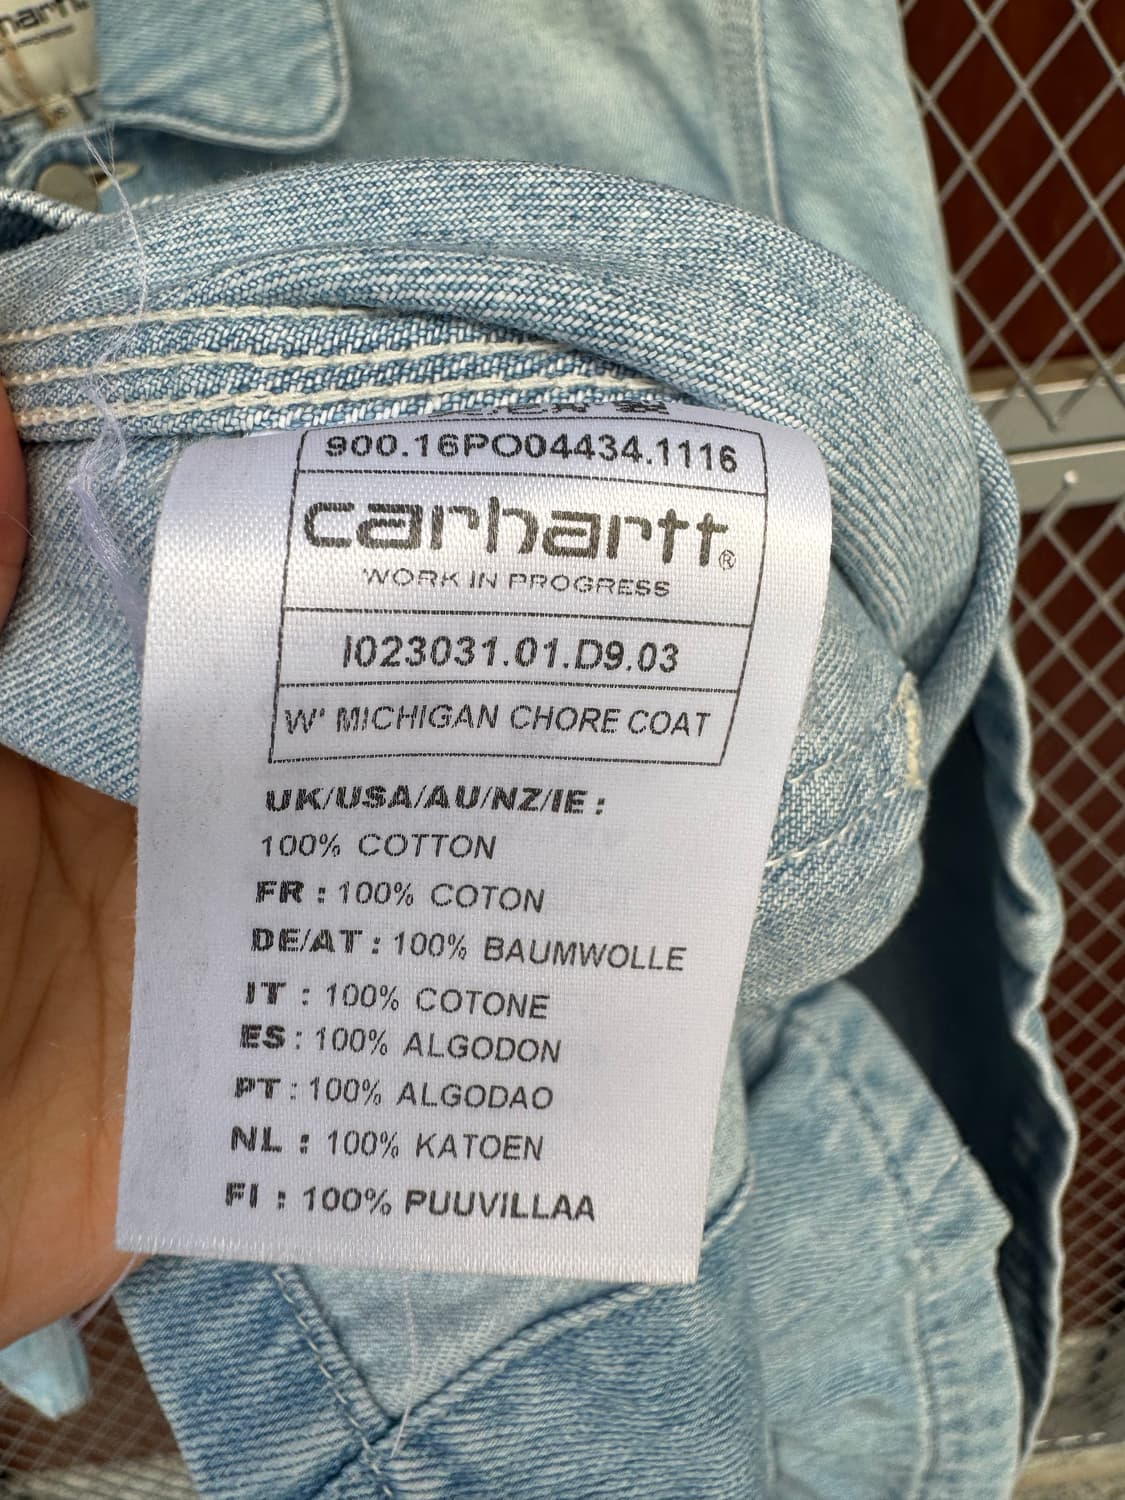 900.16PO04434.1116
carhartt®
WORK IN PROGRESS
I023031.01.D9.03
W' MICHIGAN CHORE COAT
UK/USA/AU/NZ/IE :
100% COTTON
FR : 100% COTON
DE/AT : 100% BAUMWOLLE
IT : 100% COTONE
ES : 100% ALGODON
PT : 100% ALGODAO
NL : 100% KATOEN
FI : 100% PUUVILLAA